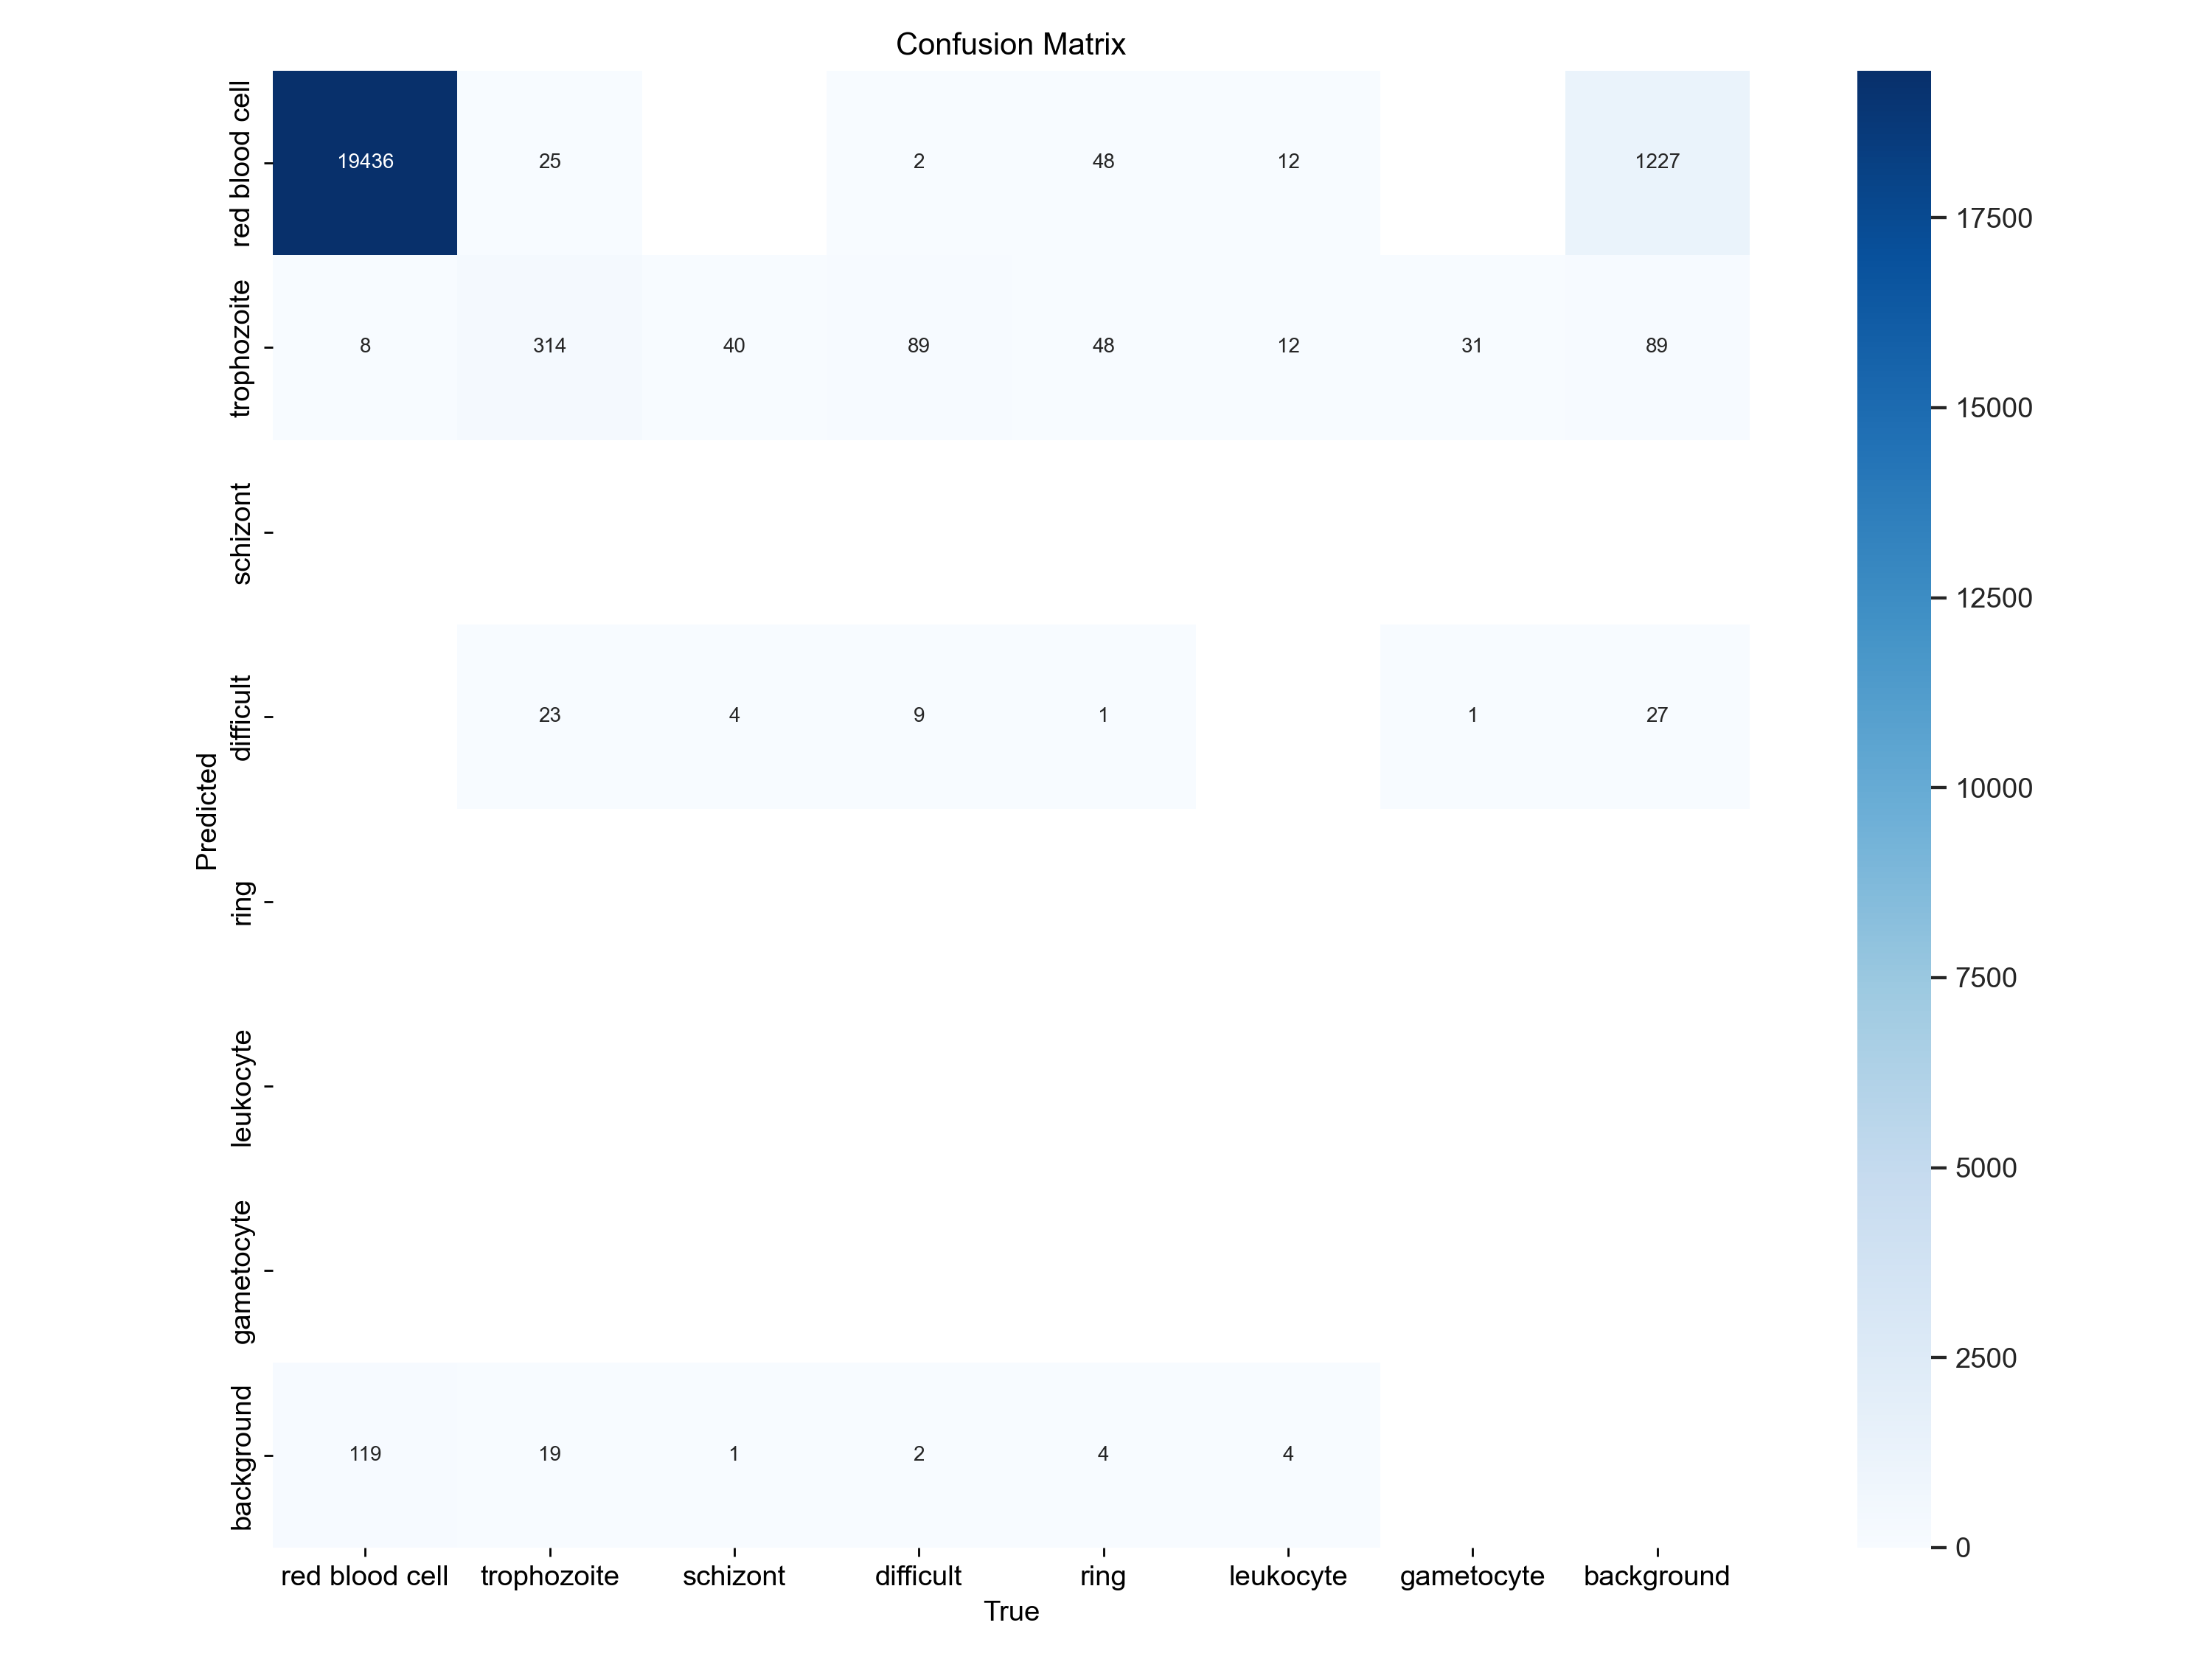 Confusion Matrix
red blood cell
19436 25 2 48 12 1227
trophozoite
8 314 40 89 48 12 31 89
schizont
difficult
23 4 9 1 1 27
ring
leukocyte
gametocyte
background
119 19 1 2 4 4
Predicted
red blood cell trophozoite schizont difficult ring leukocyte gametocyte background
True
17500
15000
12500
10000
7500
5000
2500
0